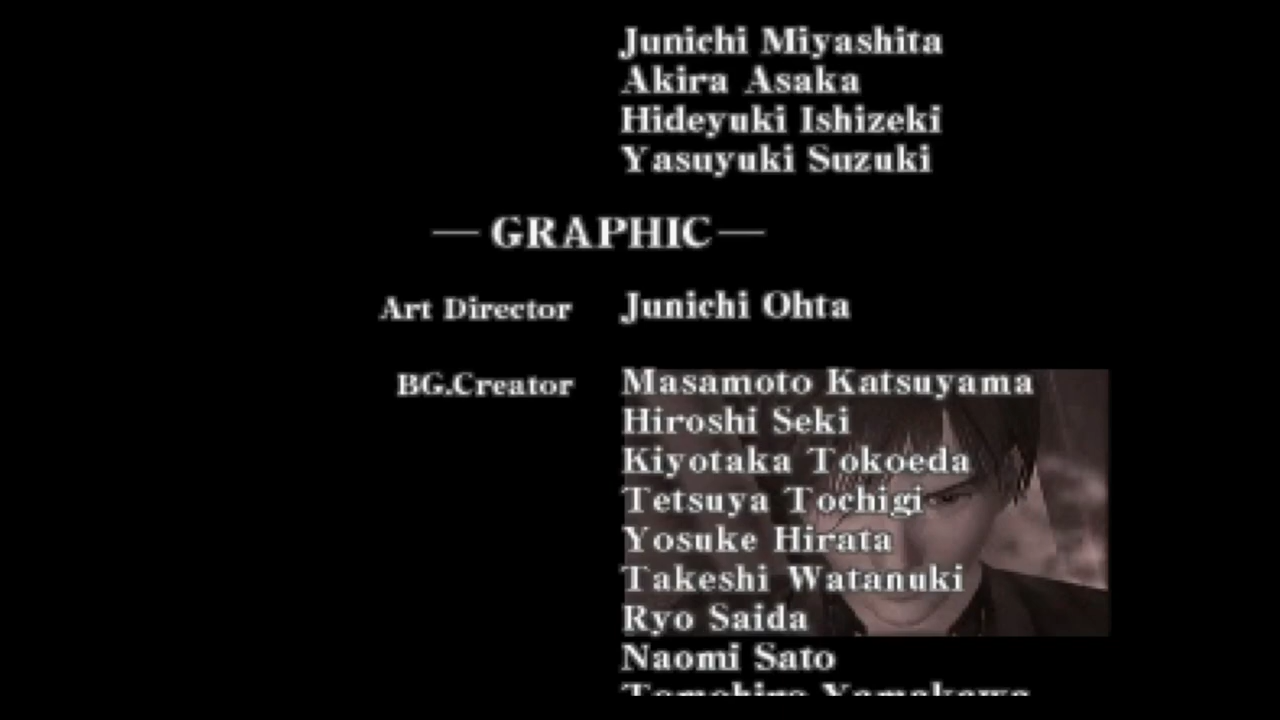 Junichi Miyashita
Akira Asaka
Hideyuki Ishizeki
Yasuyuki Suzuki
— GRAPHIC —
Art Director Junichi Ohta
BG.Creator Masamoto Katsuyama
Hiroshi Seki
Kiyotaka Tokoeda
Tetsuya Tochigi
Yosuke Hirata
Takeshi Watanuki
Ryo Saida
Naomi Sato